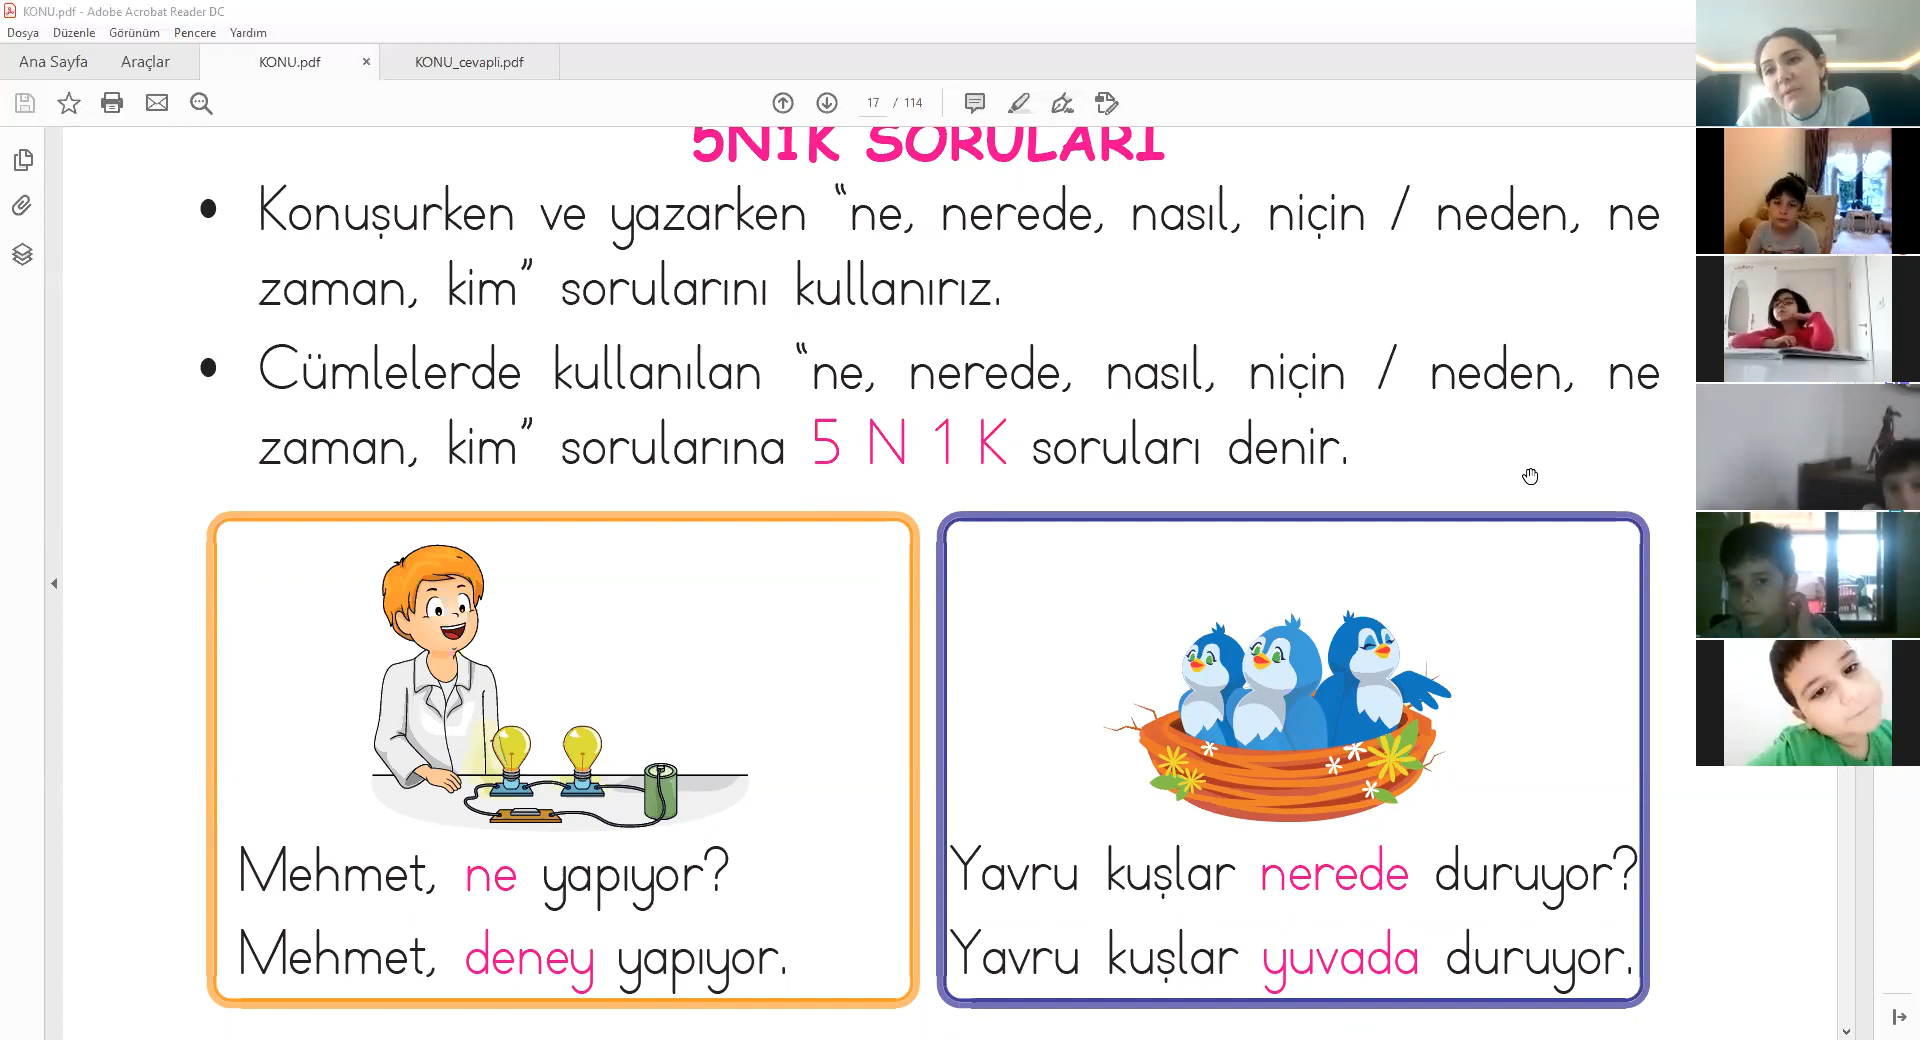 KONU.pdf - Adobe Acrobat Reader DC
Dosya Düzenle Görünüm Pencere Yardım
Ana Sayfa Araçlar KONU.pdf × KONU_cevapli.pdf
17 / 114
5N1K SORULARI
• Konuşurken ve yazarken “ne, nerede, nasıl, niçin / neden, ne
zaman, kim” sorularını kullanırız.
• Cümlelerde kullanılan “ne, nerede, nasıl, niçin / neden, ne
zaman, kim” sorularına 5 N 1 K soruları denir.
Mehmet, ne yapıyor?
Mehmet, deney yapıyor.
Yavru kuşlar nerede duruyor?
Yavru kuşlar yuvada duruyor.